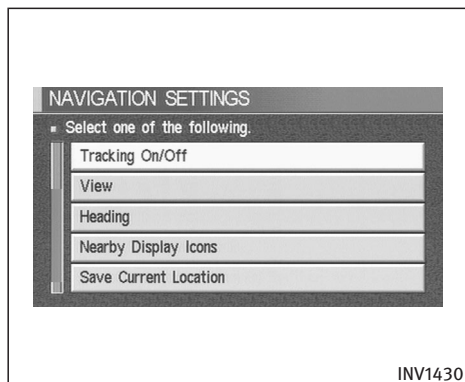 NAVIGATION SETTINGS
Select one of the following.
Tracking On/Off
View
Heading
Nearby Display Icons
Save Current Location
INV1430